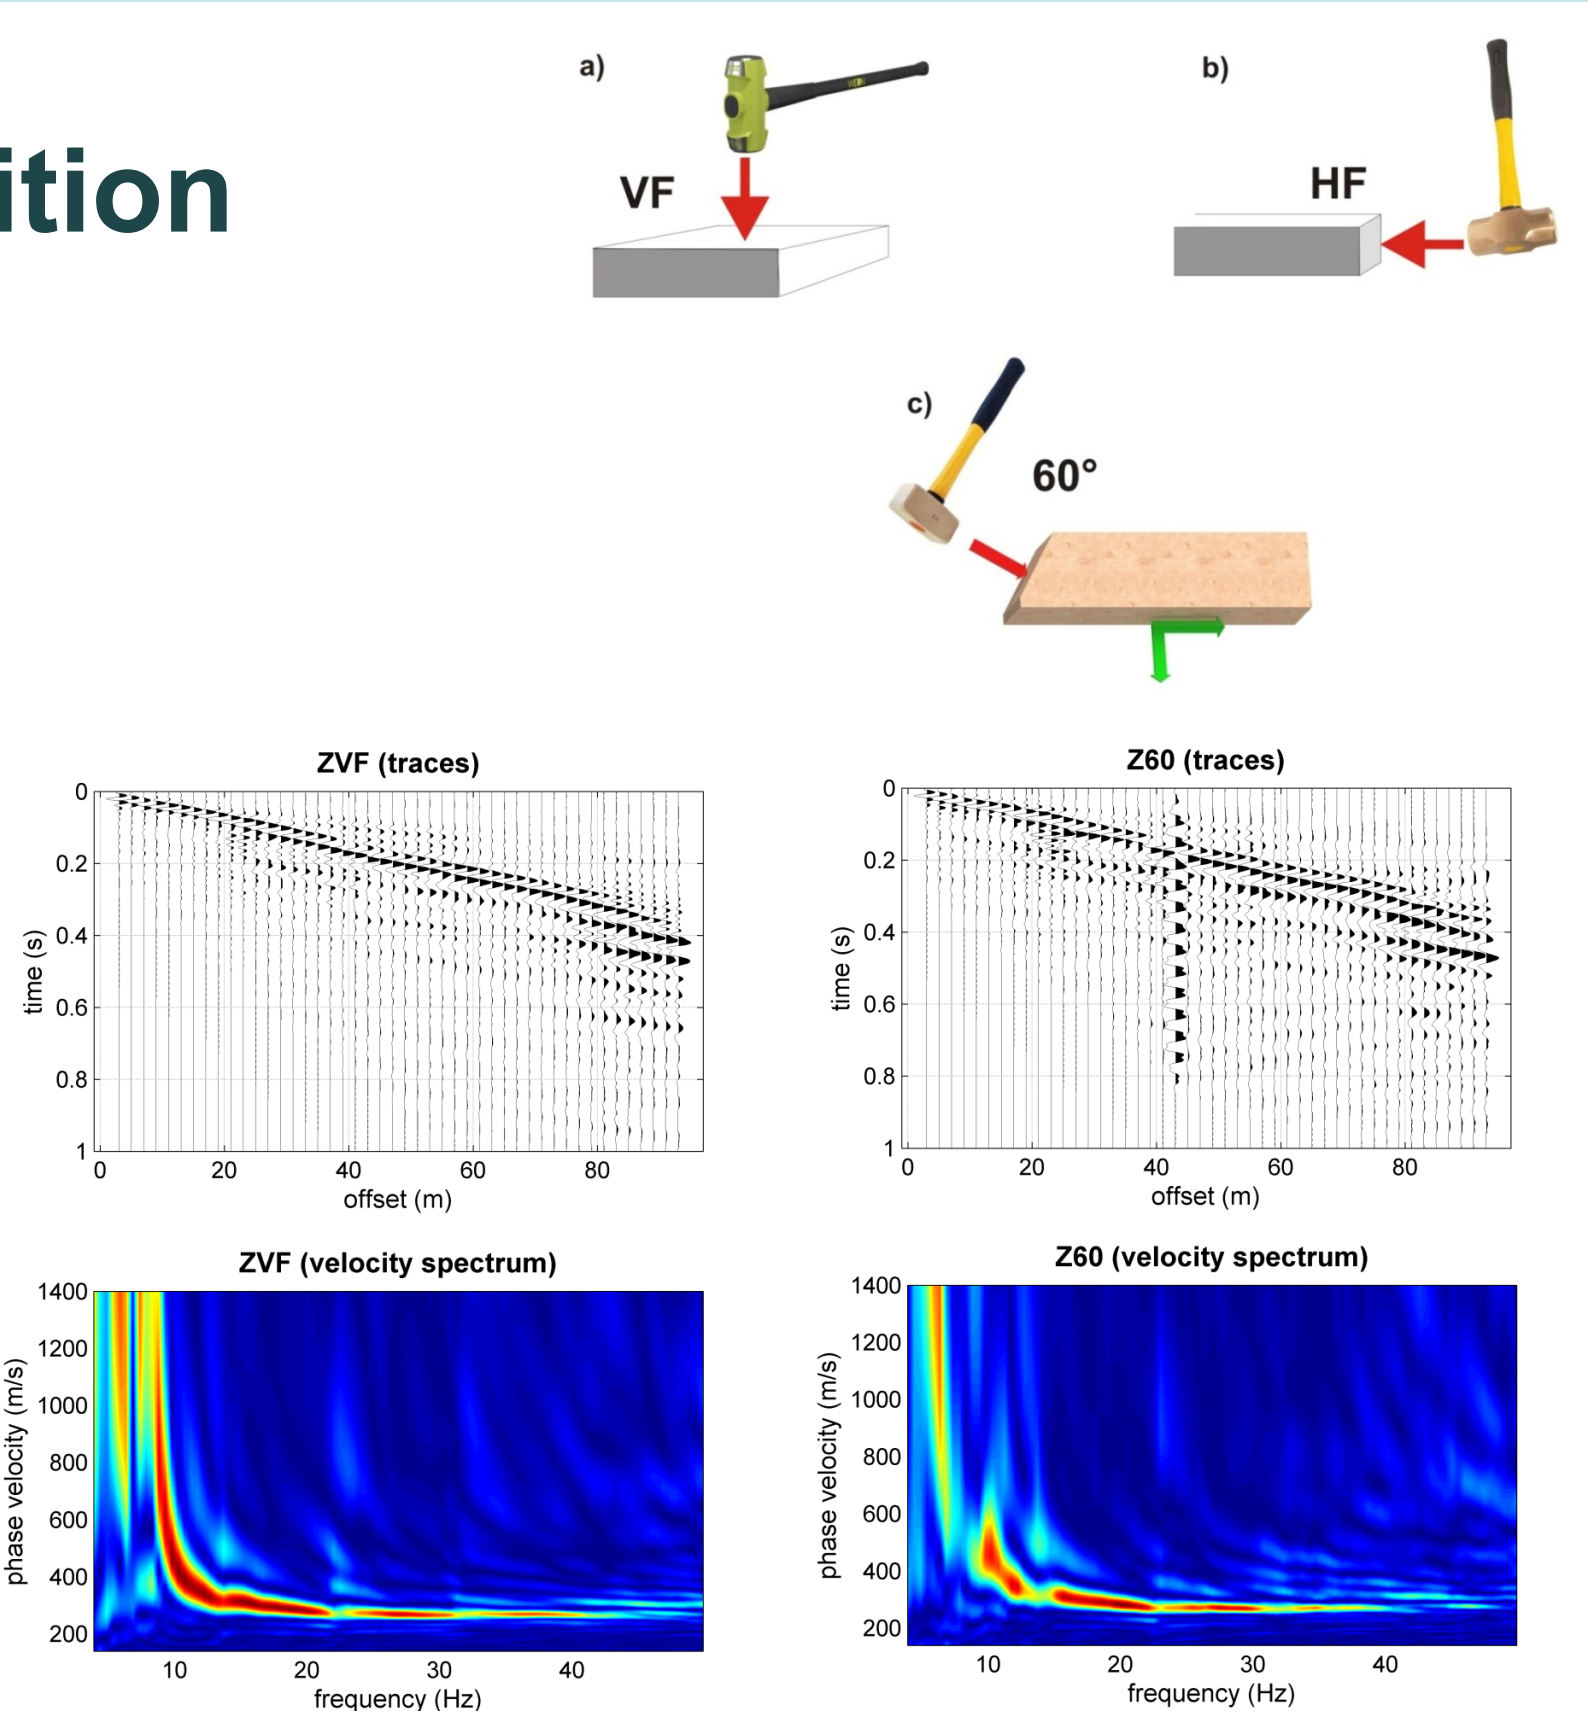 a)
b)
ition
VF
HF
c)
60°
ZVF (traces)
0
0.2
0.4
0.6
0.8
1
time (s)
0 20 40 60 80
offset (m)
Z60 (traces)
0
0.2
0.4
0.6
0.8
1
time (s)
0 20 40 60 80
offset (m)
ZVF (velocity spectrum)
1400
1200
1000
800
600
400
200
phase velocity (m/s)
10 20 30 40
frequency (Hz)
Z60 (velocity spectrum)
1400
1200
1000
800
600
400
200
phase velocity (m/s)
10 20 30 40
frequency (Hz)